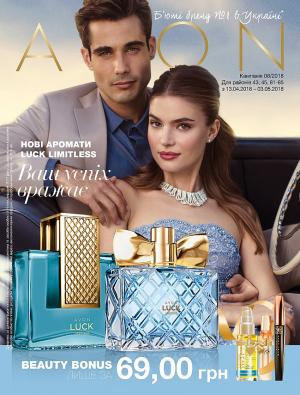 Б'юті бренд №1 в Україні
AVON
Кампанія 06/2018
Для районів 43, 45, 61-65
з 13.04.2018 – 03.05.2018
НОВІ АРОМАТИ
LUCK LIMITLESS
Ваш успіх
вражає
AVON
LUCK
AVON
LUCK
BEAUTY BONUS
ЛИШЕ ЗА
69,00 грн